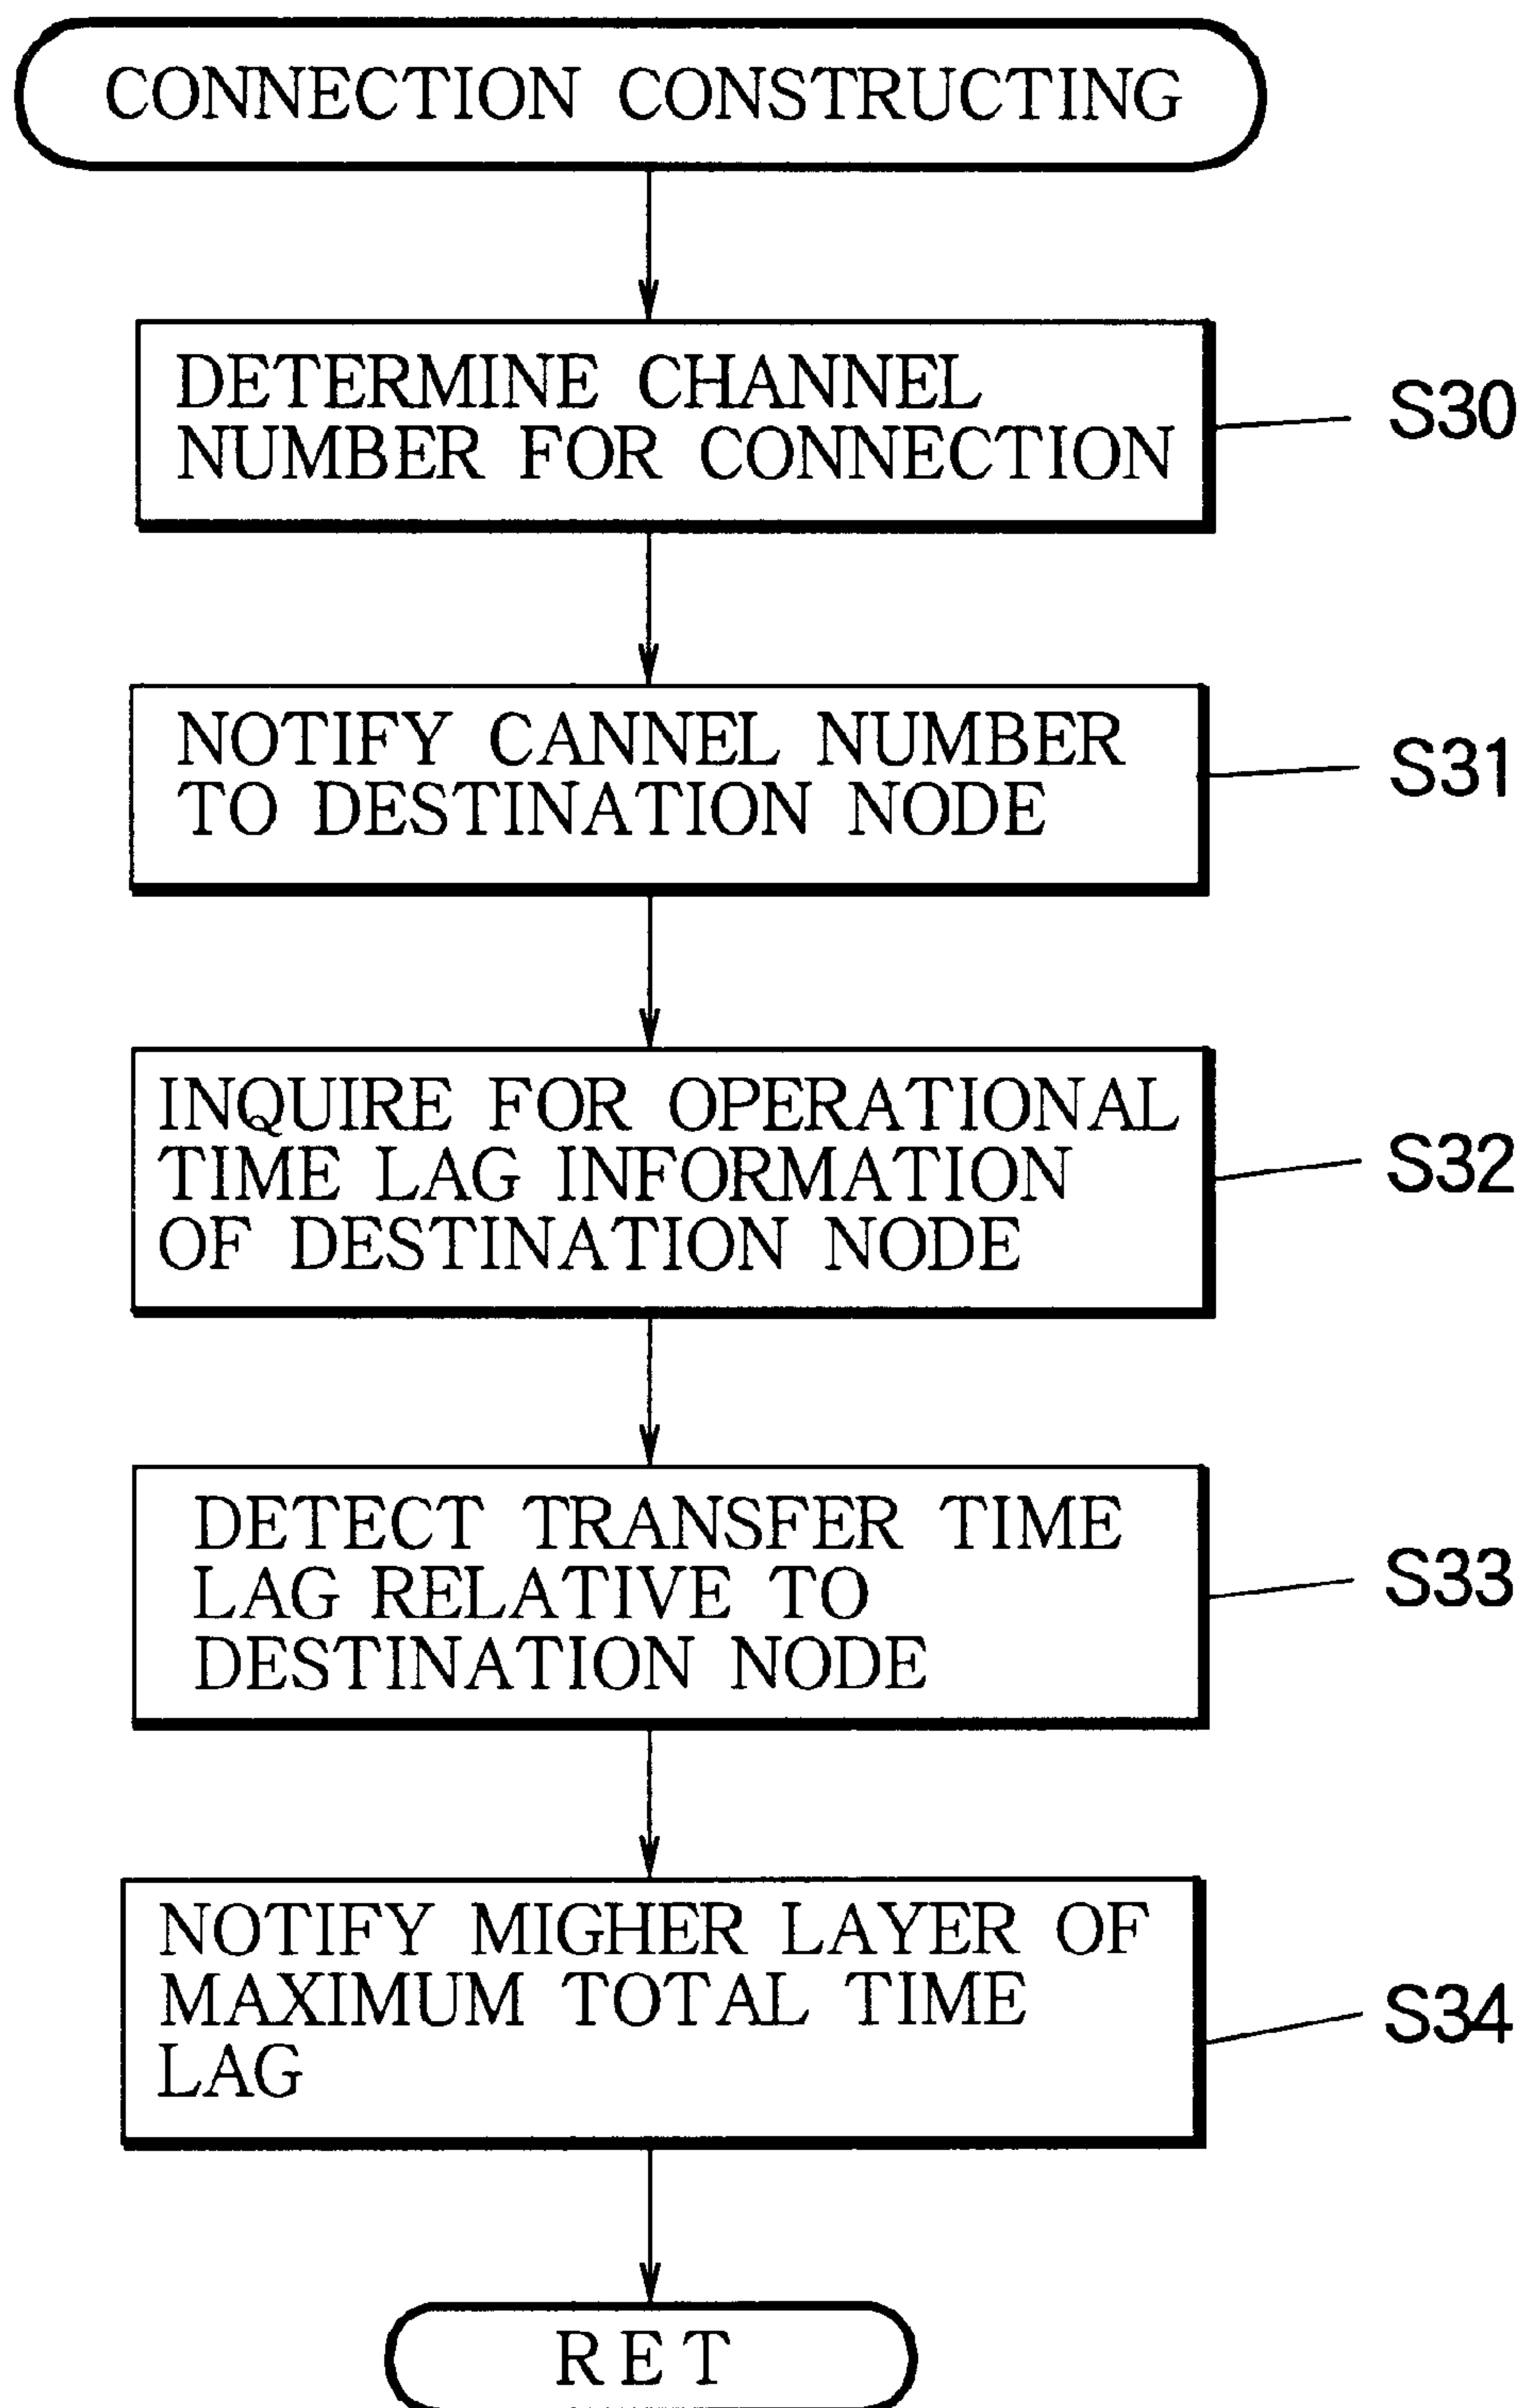 CONNECTION CONSTRUCTING
DETERMINE CHANNEL
NUMBER FOR CONNECTION
S30
NOTIFY CANNEL NUMBER
TO DESTINATION NODE
S31
INQUIRE FOR OPERATIONAL
TIME LAG INFORMATION
OF DESTINATION NODE
S32
DETECT TRANSFER TIME
LAG RELATIVE TO
DESTINATION NODE
S33
NOTIFY MIGHER LAYER OF
MAXIMUM TOTAL TIME
LAG
S34
RET